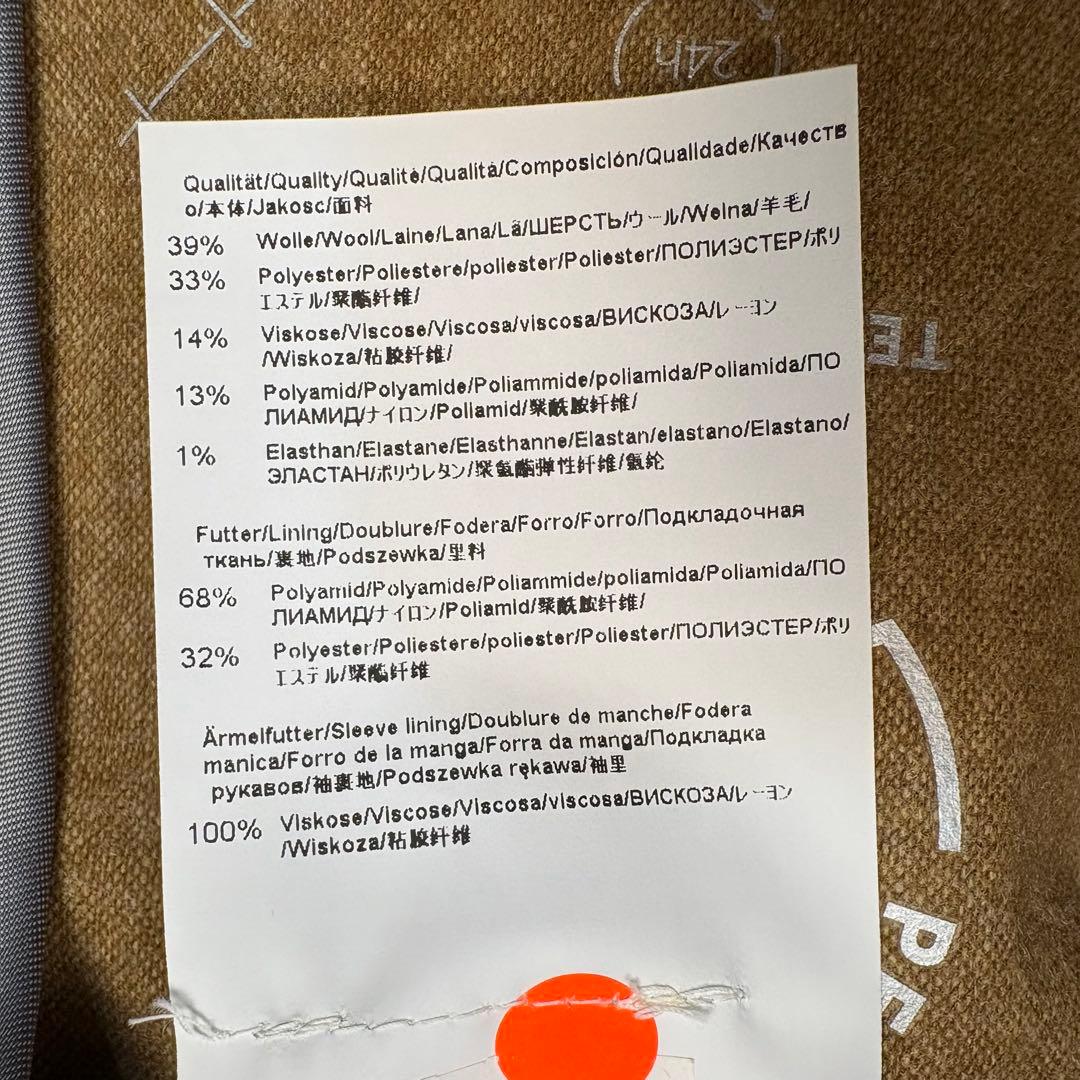 24h
Qualität/Quality/Qualité/Qualità/Composición/Qualidade/Качеств
о/本体/Jakosc/面料
39% Wolle/Wool/Laine/Lana/Lã/ШЕРСТЬ/ウール/Welna/羊毛/
33% Polyester/Poliestere/poliester/Poliester/ПОЛИЭСТЕР/ポリ
エステル/聚酯纤维/
14% Viskose/Viscose/Viscosa/viscosa/ВИСКОЗА/レーヨン
/Wiskoza/粘胶纤维/
13% Polyamid/Polyamide/Poliammide/poliamida/Poliamida/ПО
ЛИАМИД/ナイロン/Poliamid/聚酰胺纤维/
1% Elasthan/Elastane/Elasthanne/Elastan/elastano/Elastano/
ЭЛАСТАН/ポリウレタン/聚氨酯弹性纤维/氨纶
Futter/Lining/Doublure/Fodera/Forro/Forro/Подкладочная
ткань/裏地/Podszewka/里料
68% Polyamid/Polyamide/Poliammide/poliamida/Poliamida/ПО
ЛИАМИД/ナイロン/Poliamid/聚酰胺纤维/
32% Polyester/Poliestere/poliester/Poliester/ПОЛИЭСТЕР/ポリ
エステル/聚酯纤维
Ärmelfutter/Sleeve lining/Doublure de manche/Fodera
manica/Forro de la manga/Forra da manga/Подкладка
рукавов/袖裏地/Podszewka rękawa/袖里
100% Viskose/Viscose/Viscosa/viscosa/ВИСКОЗА/レーヨン
/Wiskoza/粘胶纤维
TE
PE